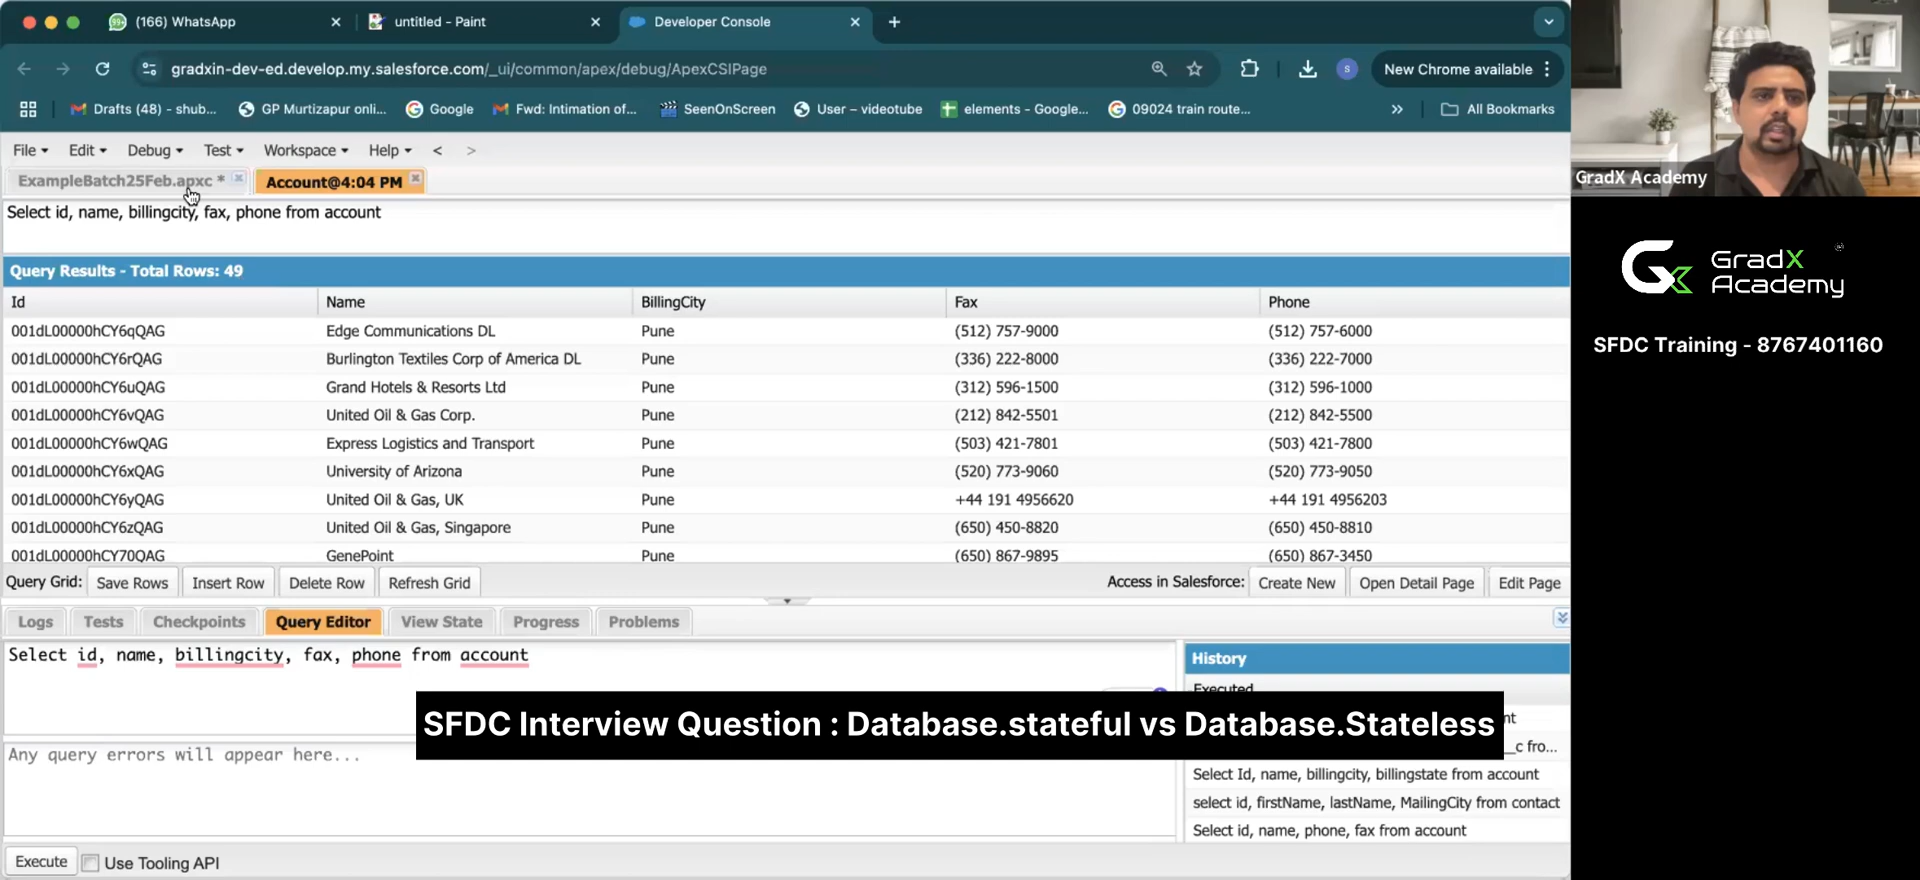 (166) WhatsApp
untitled - Paint
Developer Console
gradxin-dev-ed.develop.my.salesforce.com/_ui/common/apex/debug/ApexCSIPage
S
New Chrome available
Drafts (48) - shub...
GP Murtizapur onli...
Google
Fwd: Intimation of...
SeenOnScreen
User – videotube
elements - Google...
09024 train route...
»
All Bookmarks
File
Edit
Debug
Test
Workspace
Help
<
>
ExampleBatch25Feb.apxc *
Account@4:04 PM
Select id, name, billingcity, fax, phone from account
Query Results - Total Rows: 49
Id Name BillingCity Fax Phone
001dL00000hCY6qQAG Edge Communications DL Pune (512) 757-9000 (512) 757-6000
001dL00000hCY6rQAG Burlington Textiles Corp of America DL Pune (336) 222-8000 (336) 222-7000
001dL00000hCY6uQAG Grand Hotels & Resorts Ltd Pune (312) 596-1500 (312) 596-1000
001dL00000hCY6vQAG United Oil & Gas Corp. Pune (212) 842-5501 (212) 842-5500
001dL00000hCY6wQAG Express Logistics and Transport Pune (503) 421-7801 (503) 421-7800
001dL00000hCY6xQAG University of Arizona Pune (520) 773-9060 (520) 773-9050
001dL00000hCY6yQAG United Oil & Gas, UK Pune +44 191 4956620 +44 191 4956203
001dL00000hCY6zQAG United Oil & Gas, Singapore Pune (650) 450-8820 (650) 450-8810
001dL00000hCY70QAG GenePoint Pune (650) 867-9895 (650) 867-3450
Query Grid: Save Rows Insert Row Delete Row Refresh Grid
Access in Salesforce: Create New Open Detail Page Edit Page
Logs
Tests
Checkpoints
Query Editor
View State
Progress
Problems
Select id, name, billingcity, fax, phone from account
Any query errors will appear here...
History
Executed
nt
__c fro...
Select Id, name, billingcity, billingstate from account
select id, firstName, lastName, MailingCity from contact
Select id, name, phone, fax from account
Execute
Use Tooling API
SFDC Interview Question : Database.stateful vs Database.Stateless
GradX Academy
GradX
Academy
SFDC Training - 8767401160